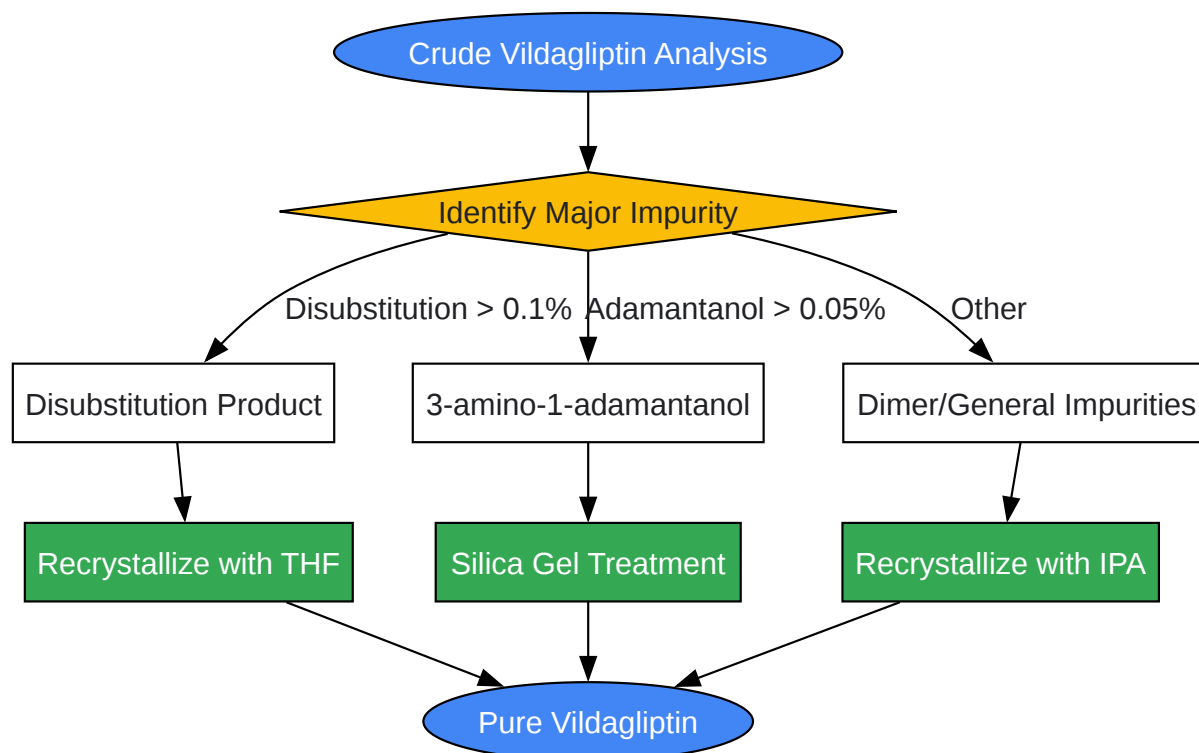 Crude Vildagliptin Analysis
Identify Major Impurity
Disubstitution > 0.1%
Adamantanol > 0.05%
Other
Disubstitution Product
3-amino-1-adamantanol
Dimer/General Impurities
Recrystallize with THF
Silica Gel Treatment
Recrystallize with IPA
Pure Vildagliptin